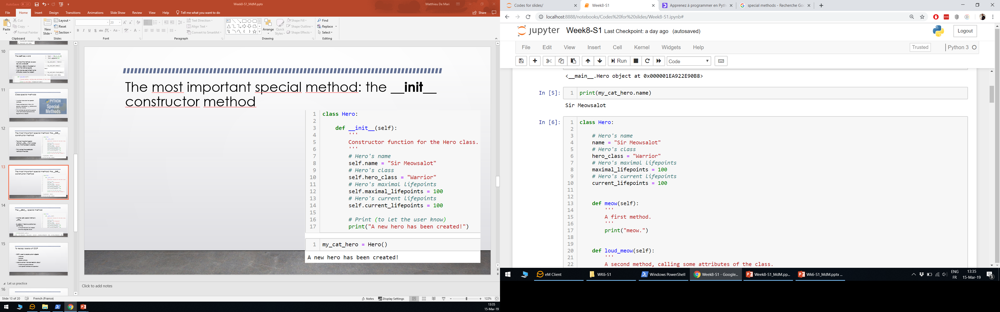 AutoSave Off
Week8-S1_MdM.pptx
Matthieu De Mari
File Home Insert Design Transitions Animations Slide Show Review View Help Tell me what you want to do
Share
Paste
Cut
Copy
Format Painter
Clipboard
New Slide
Layout
Reset
Section
Slides
20
Font
Text Direction
Align Text
Convert to SmartArt
Paragraph
Arrange
Quick Styles
Shape Fill
Shape Outline
Shape Effects
Drawing
Find
Replace
Select
Editing
10
The self keyword
11
Class special methods
PYTHON
Special
Methods
12
The most important special method: the __init__
constructor method
13
The most important special method: the __init__
constructor method
14
The __dict__ special method
15
To recap: basics of OOP
Let us practice
16
The most important special method: the __init__
constructor method
1 class Hero:
2
3 def __init__(self):
4 '''
5 Constructor function for the Hero class.
6 '''
7 # Hero's name
8 self.name = "Sir Meowsalot"
9 # Hero's class
10 self.hero_class = "Warrior"
11 # Hero's maximal lifepoints
12 self.maximal_lifepoints = 100
13 # Hero's current lifepoints
14 self.current_lifepoints = 100
15
16 # Print (to let the user know)
17 print("A new hero has been created!")
1 my_cat_hero = Hero()
A new hero has been created!
Click to add notes
Slide 13 of 20 French (France)
Notes Display Settings 122%
13:35
15-Mar-19
Codes for slides/
Week8-S1
Apprenez à programmer en Pyth
special methods - Recherche Goo
localhost:8888/notebooks/Codes%20for%20slides/Week8-S1.ipynb#
jupyter Week8-S1 Last Checkpoint: a day ago (autosaved)
Logout
File Edit View Insert Cell Kernel Widgets Help
Trusted Python 3
Run Code
<__main__.Hero object at 0x000001EA922E90B8>
In [5]: 1 print(my_cat_hero.name)
Sir Meowsalot
In [6]: 1 class Hero:
2
3 # Hero's name
4 name = "Sir Meowsalot"
5 # Hero's class
6 hero_class = "Warrior"
7 # Hero's maximal lifepoints
8 maximal_lifepoints = 100
9 # Hero's current lifepoints
10 current_lifepoints = 100
11
12
13 def meow(self):
14 '''
15 A first method.
16 '''
17 print("meow.")
18
19
20 def loud_meow(self):
21 '''
22 A second method, calling some attributes of the class.
eM Client
WK6-S1
Windows PowerShell
Week8-S1 - Google...
Week8-S1_MdM.pp...
Wk6-S1_MdM.pptx ...
ENG
FR
13:35
15-Mar-19
3